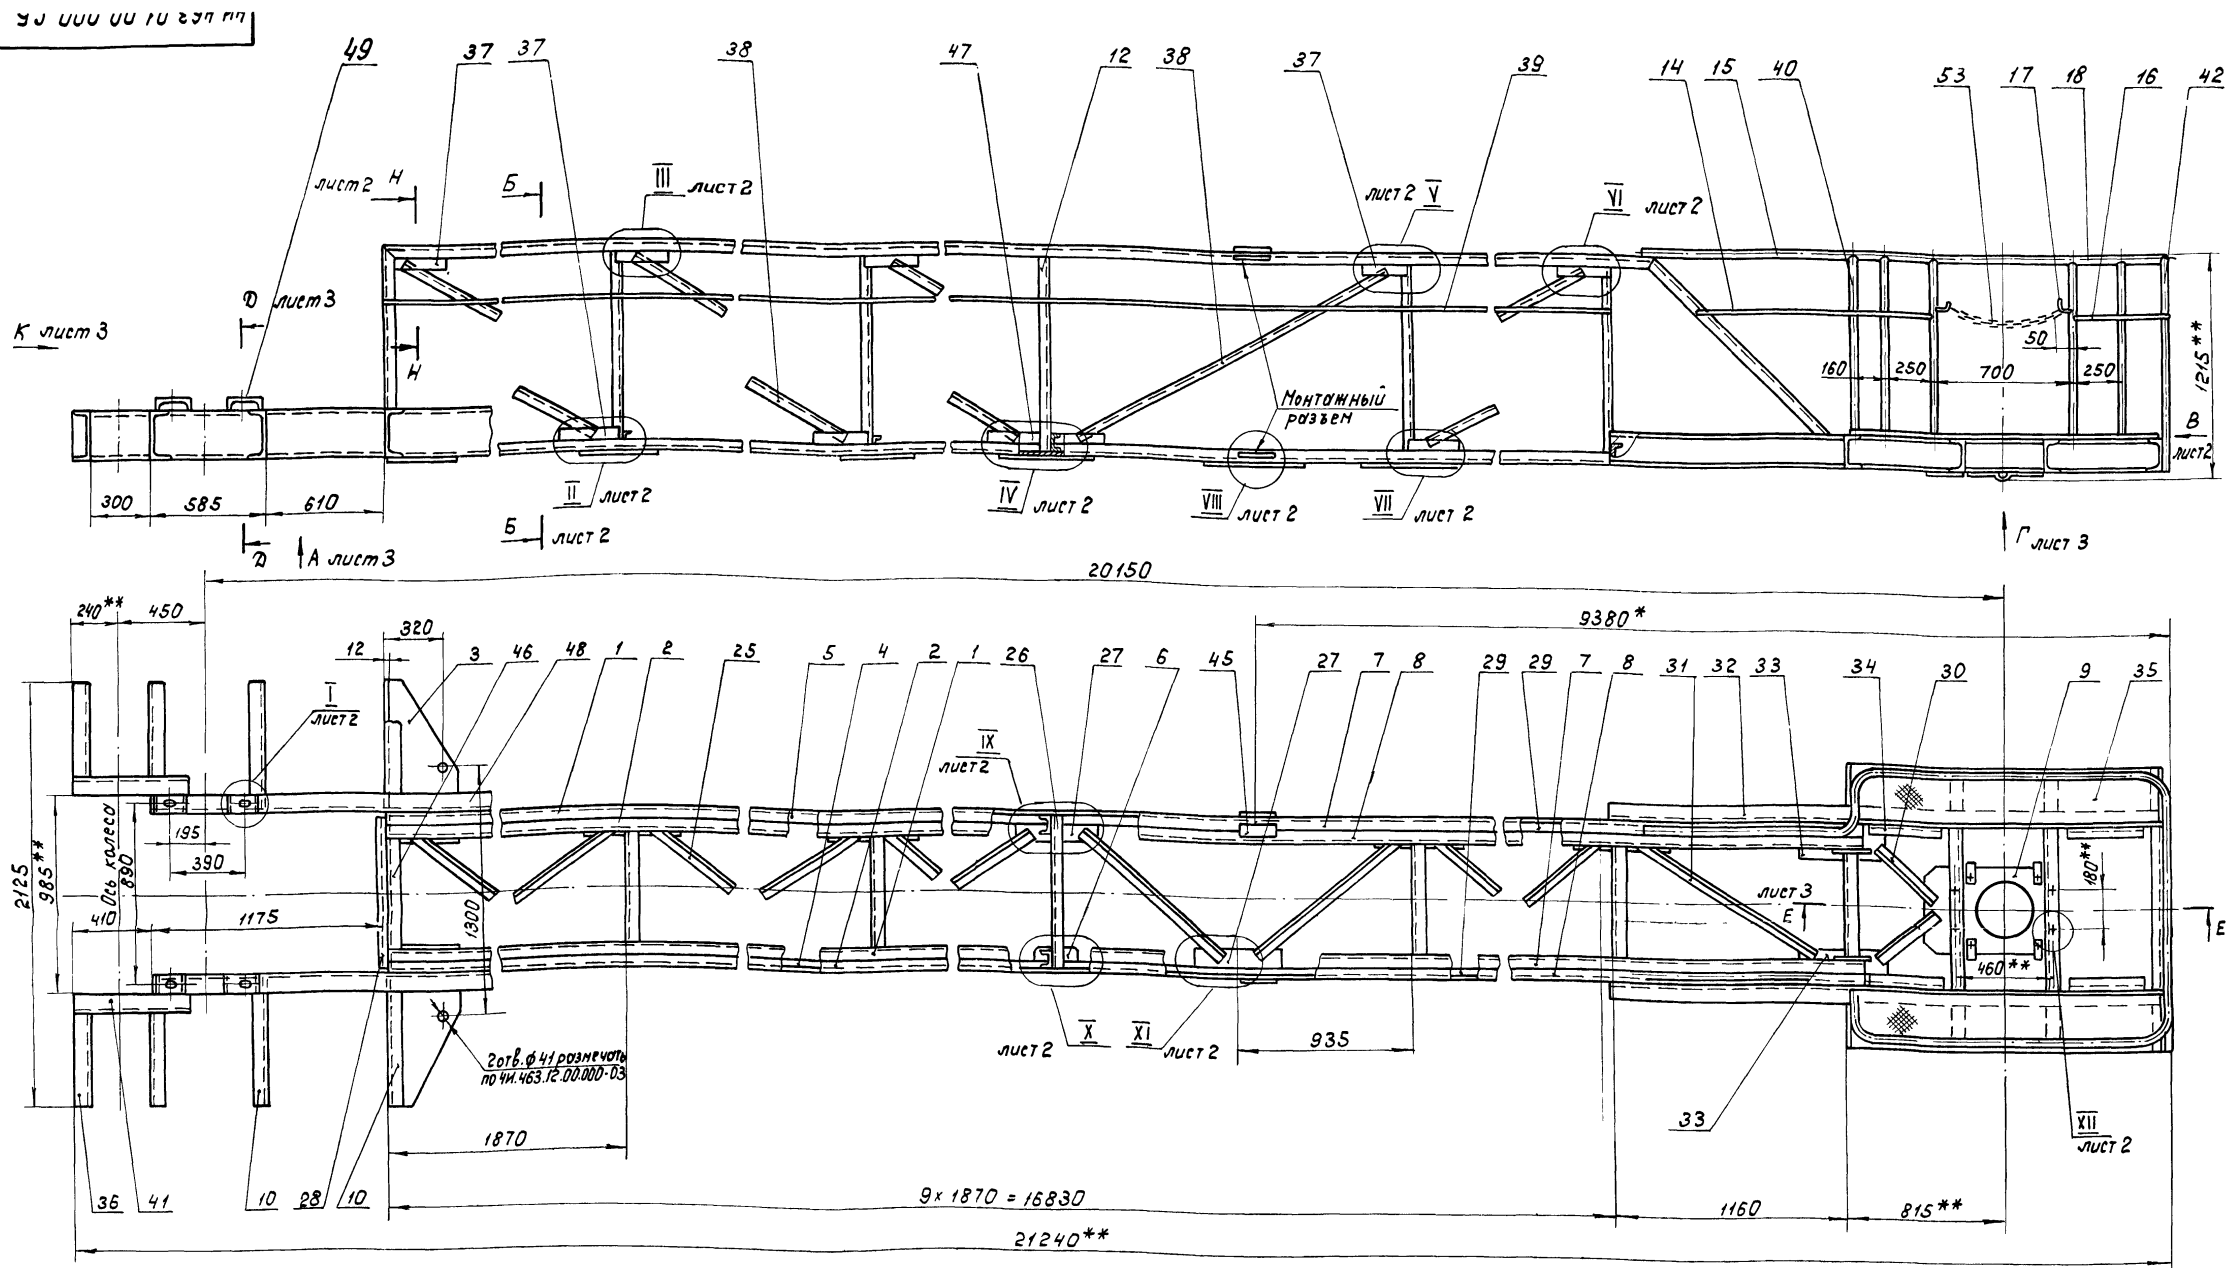 49
37
37
38
47
12
38
37
39
14
15
40
53
17
18
16
42
лист 2 Н
Б
III лист 2
лист 2 V
VI лист 2
Д лист 3
К лист 3
Н
50
160
250
700
250
1215**
Монтажный
разъем
В
лист 2
300
585
610
II лист 2
IV лист 2
VIII лист 2
VII лист 2
Д
А лист 3
Б лист 2
Г лист 3
20150
240**
450
9380*
320
12
3
46
48
1
2
25
5
4
2
1
26
27
6
45
27
7
8
29
29
7
8
31
32
33
34
30
9
35
I
лист 2
IX
лист 2
2125
985**
Ось колеса
890
195
390
410
1175
1300
лист 3
Е
Е
180**
460**
2 отв. ф 41 размечать
по 4И.463.12.00.000-03
X
лист 2
XI
лист 2
935
33
XII
лист 2
1870
36
41
10
28
10
9 x 1870 = 16830
1160
815**
21240**